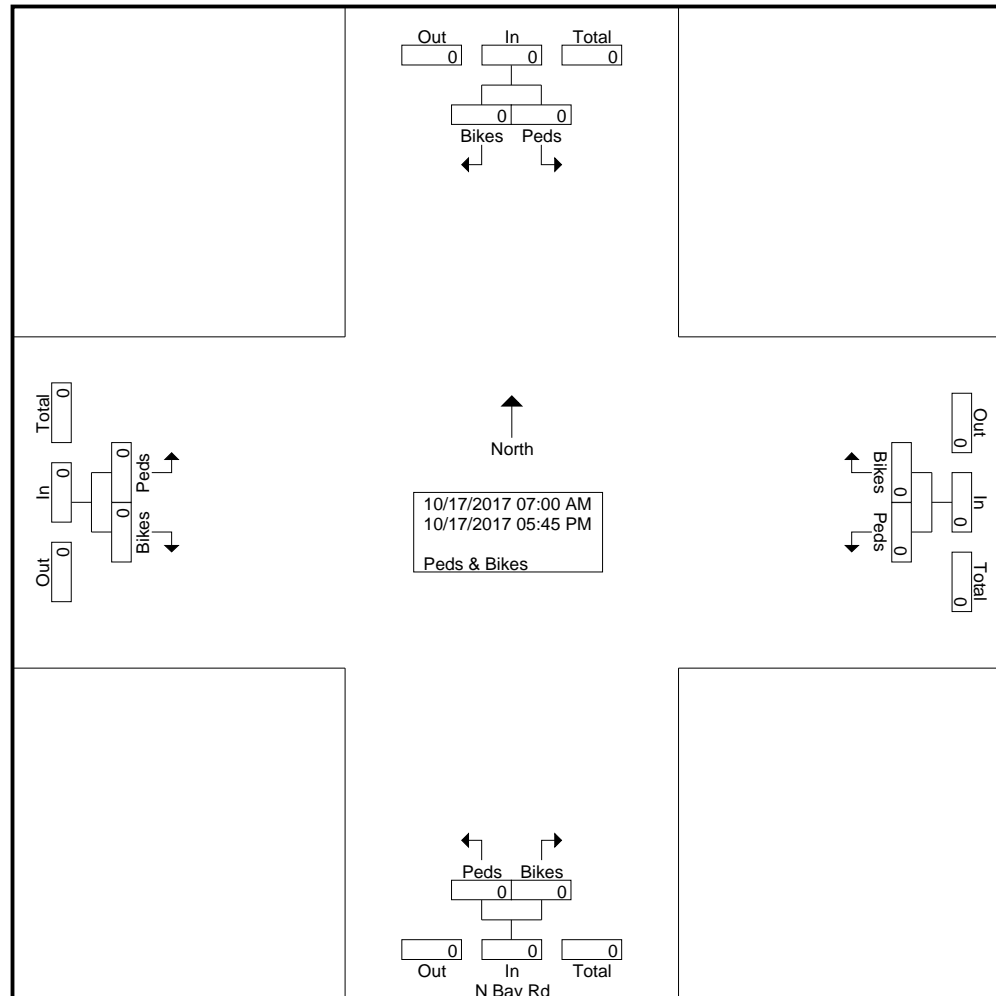 Out In Total
0 0 0
0 0
Bikes Peds
Total 0
In 0
Out 0
0 Peds
0 Bikes
North
10/17/2017 07:00 AM
10/17/2017 05:45 PM
Peds & Bikes
Bikes 0
Peds 0
Out 0
In 0
Total 0
Peds Bikes
0 0
0 0 0
Out In Total
N Bay Rd